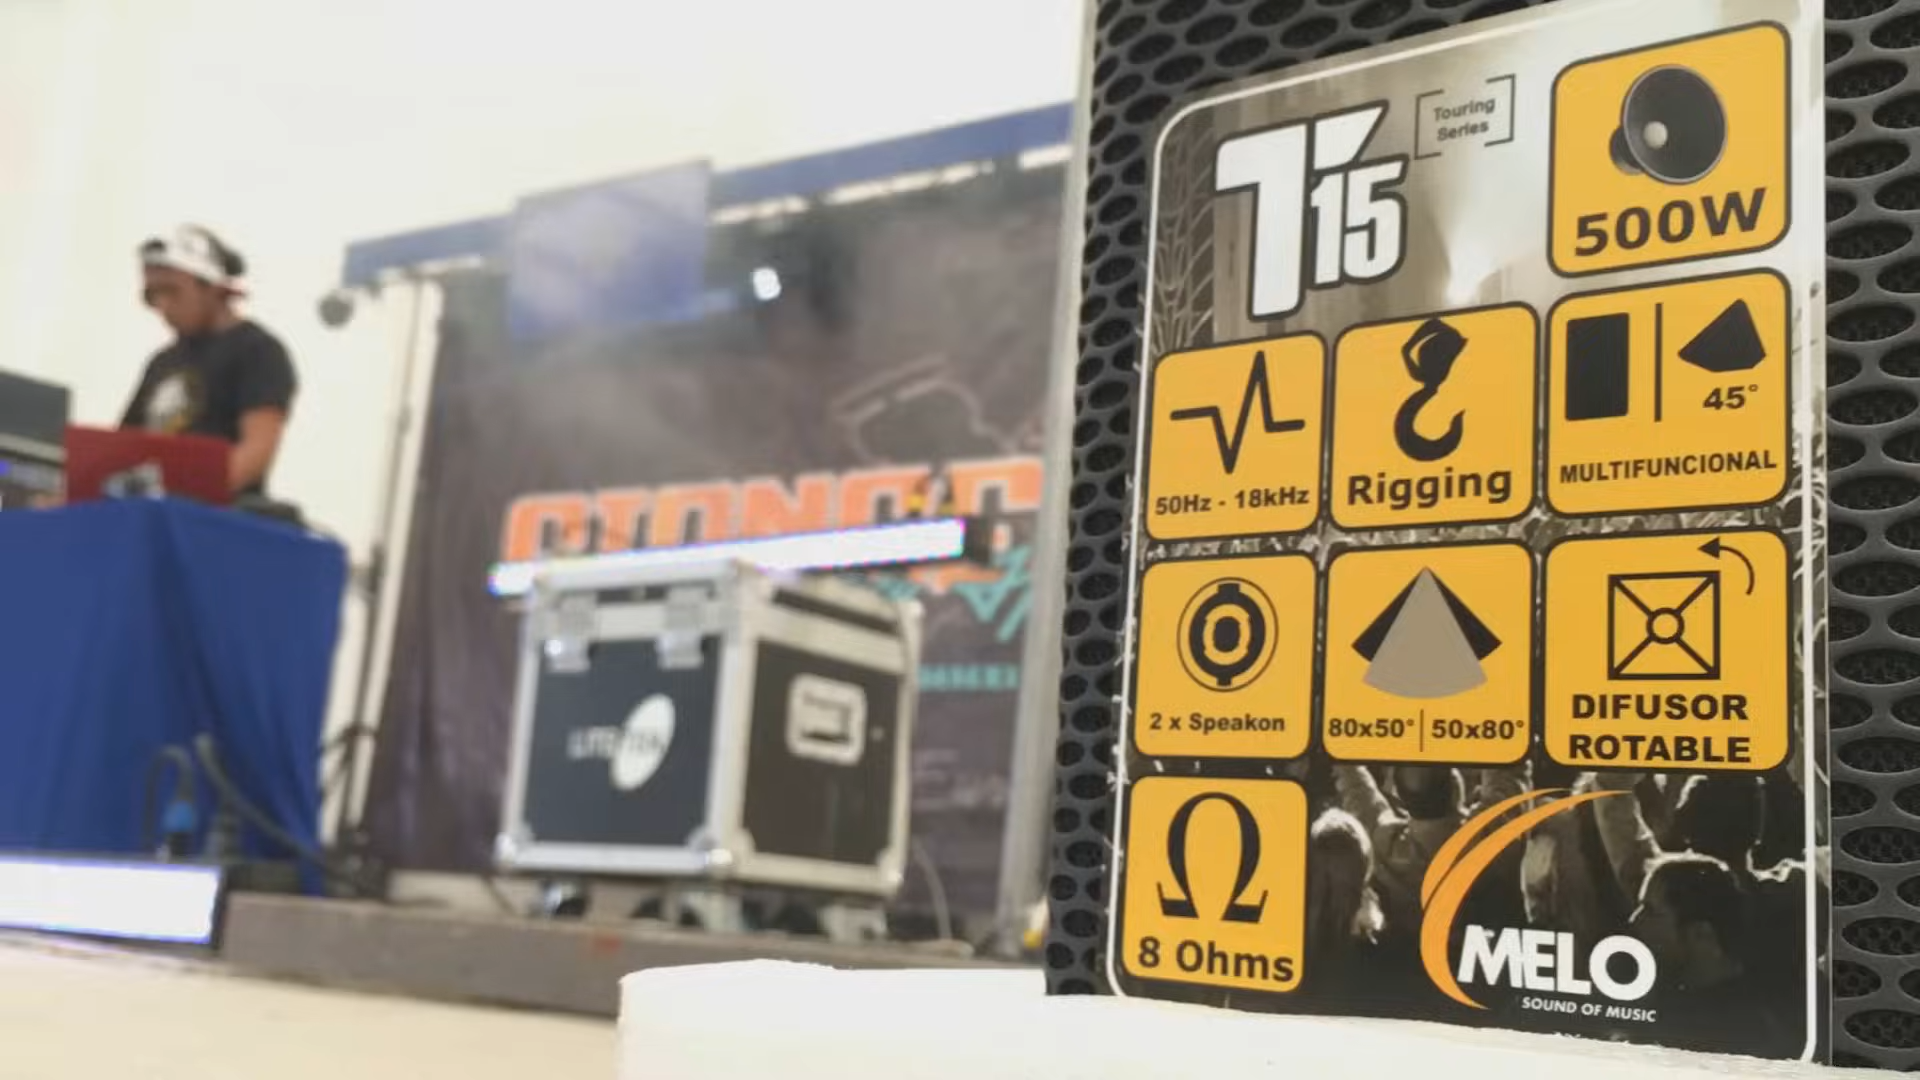 T15
Touring
Series
500W
50Hz - 18kHz
Rigging
45°
MULTIFUNCIONAL
2 x Speakon
80x50° | 50x80°
DIFUSOR
ROTABLE
8 Ohms
MELO
SOUND OF MUSIC